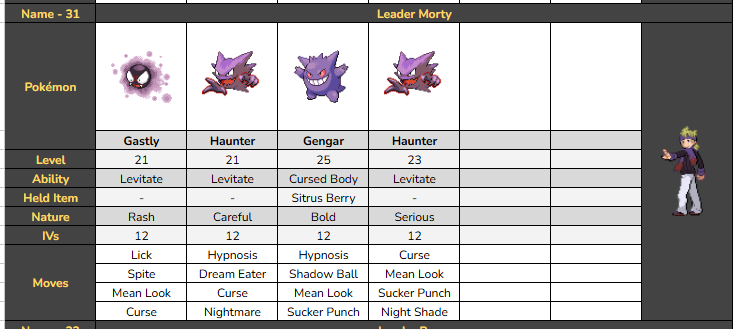 Name - 31 Leader Morty
Pokémon
Gastly Haunter Gengar Haunter
Level 21 21 25 23
Ability Levitate Levitate Cursed Body Levitate
Held Item - - Sitrus Berry -
Nature Rash Careful Bold Serious
IVs 12 12 12 12
Moves
Lick Hypnosis Hypnosis Curse
Spite Dream Eater Shadow Ball Mean Look
Mean Look Curse Mean Look Sucker Punch
Curse Nightmare Sucker Punch Night Shade